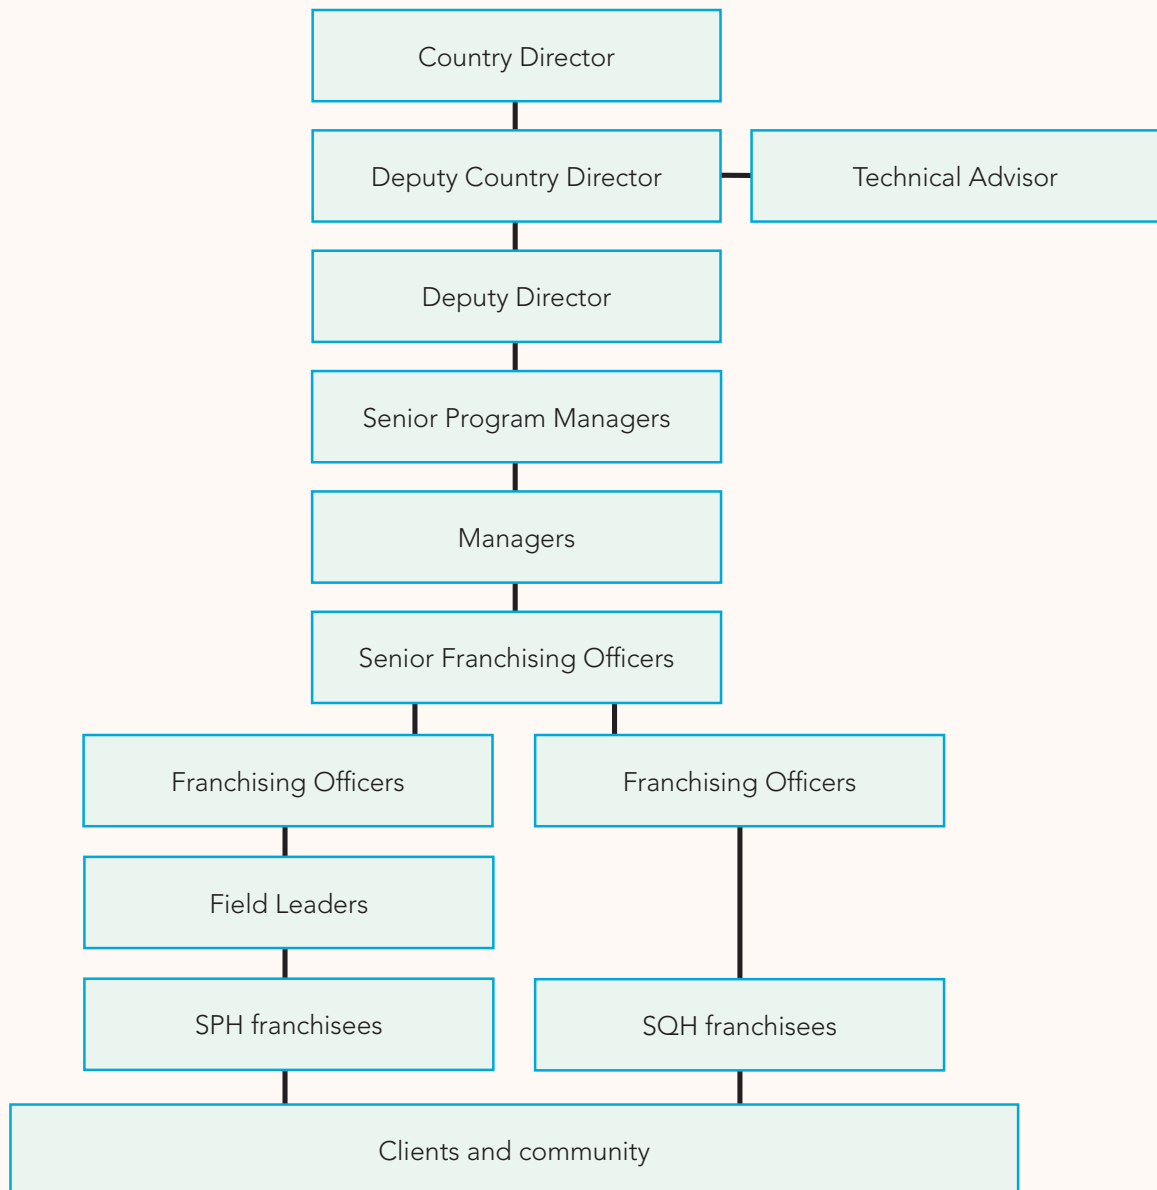 Country Director
Deputy Country Director
Technical Advisor
Deputy Director
Senior Program Managers
Managers
Senior Franchising Officers
Franchising Officers
Franchising Officers
Field Leaders
SPH franchisees
SQH franchisees
Clients and community